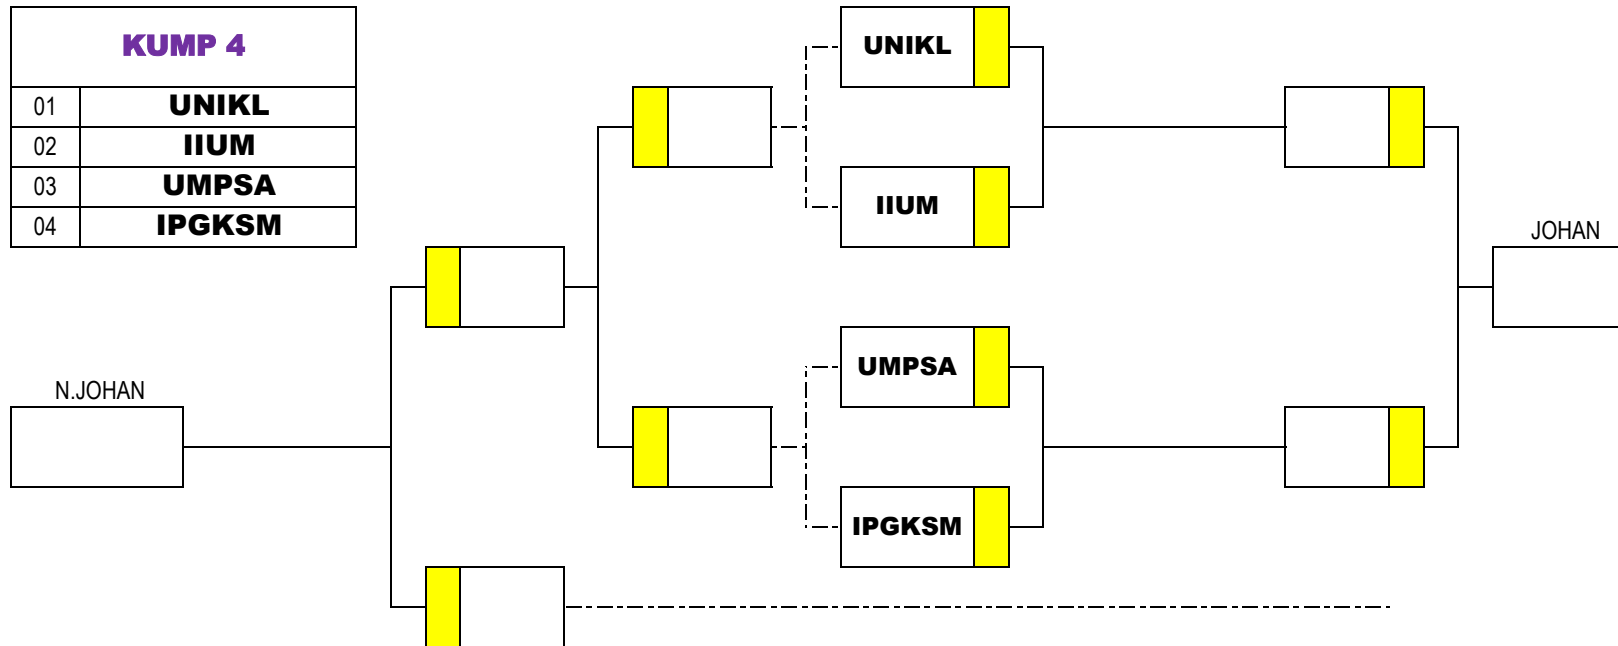 KUMP 4
01 UNIKL
02 IIUM
03 UMPSA
04 IPGKSM
UNIKL
IIUM
JOHAN
UMPSA
N.JOHAN
IPGKSM